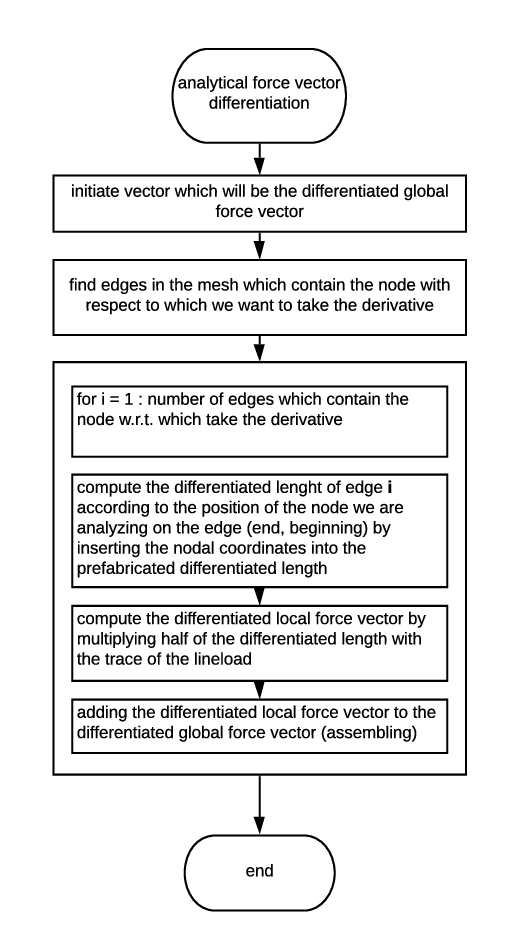 analytical force vector
differentiation
initiate vector which will be the differentiated global
force vector
find edges in the mesh which contain the node with
respect to which we want to take the derivative
for i = 1 : number of edges which contain the
node w.r.t. which take the derivative
compute the differentiated lenght of edge i
according to the position of the node we are
analyzing on the edge (end, beginning) by
inserting the nodal coordinates into the
prefabricated differentiated length
compute the differentiated local force vector by
multiplying half of the differentiated length with
the trace of the lineload
adding the differentiated local force vector to the
differentiated global force vector (assembling)
end